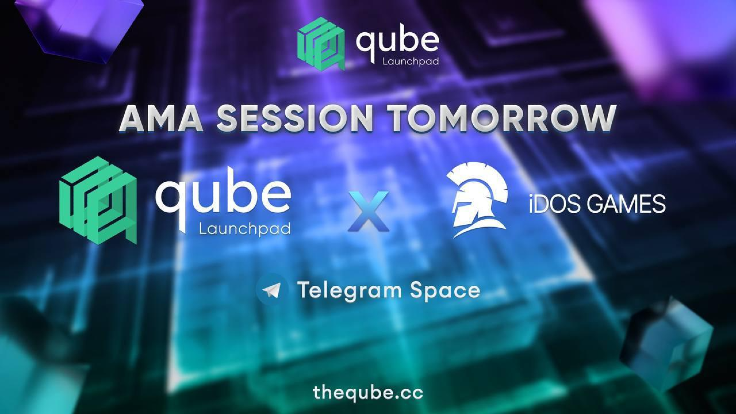 qube
Launchpad
AMA SESSION TOMORROW
qube
Launchpad
X
iDOS GAMES
Telegram Space
theqube.cc